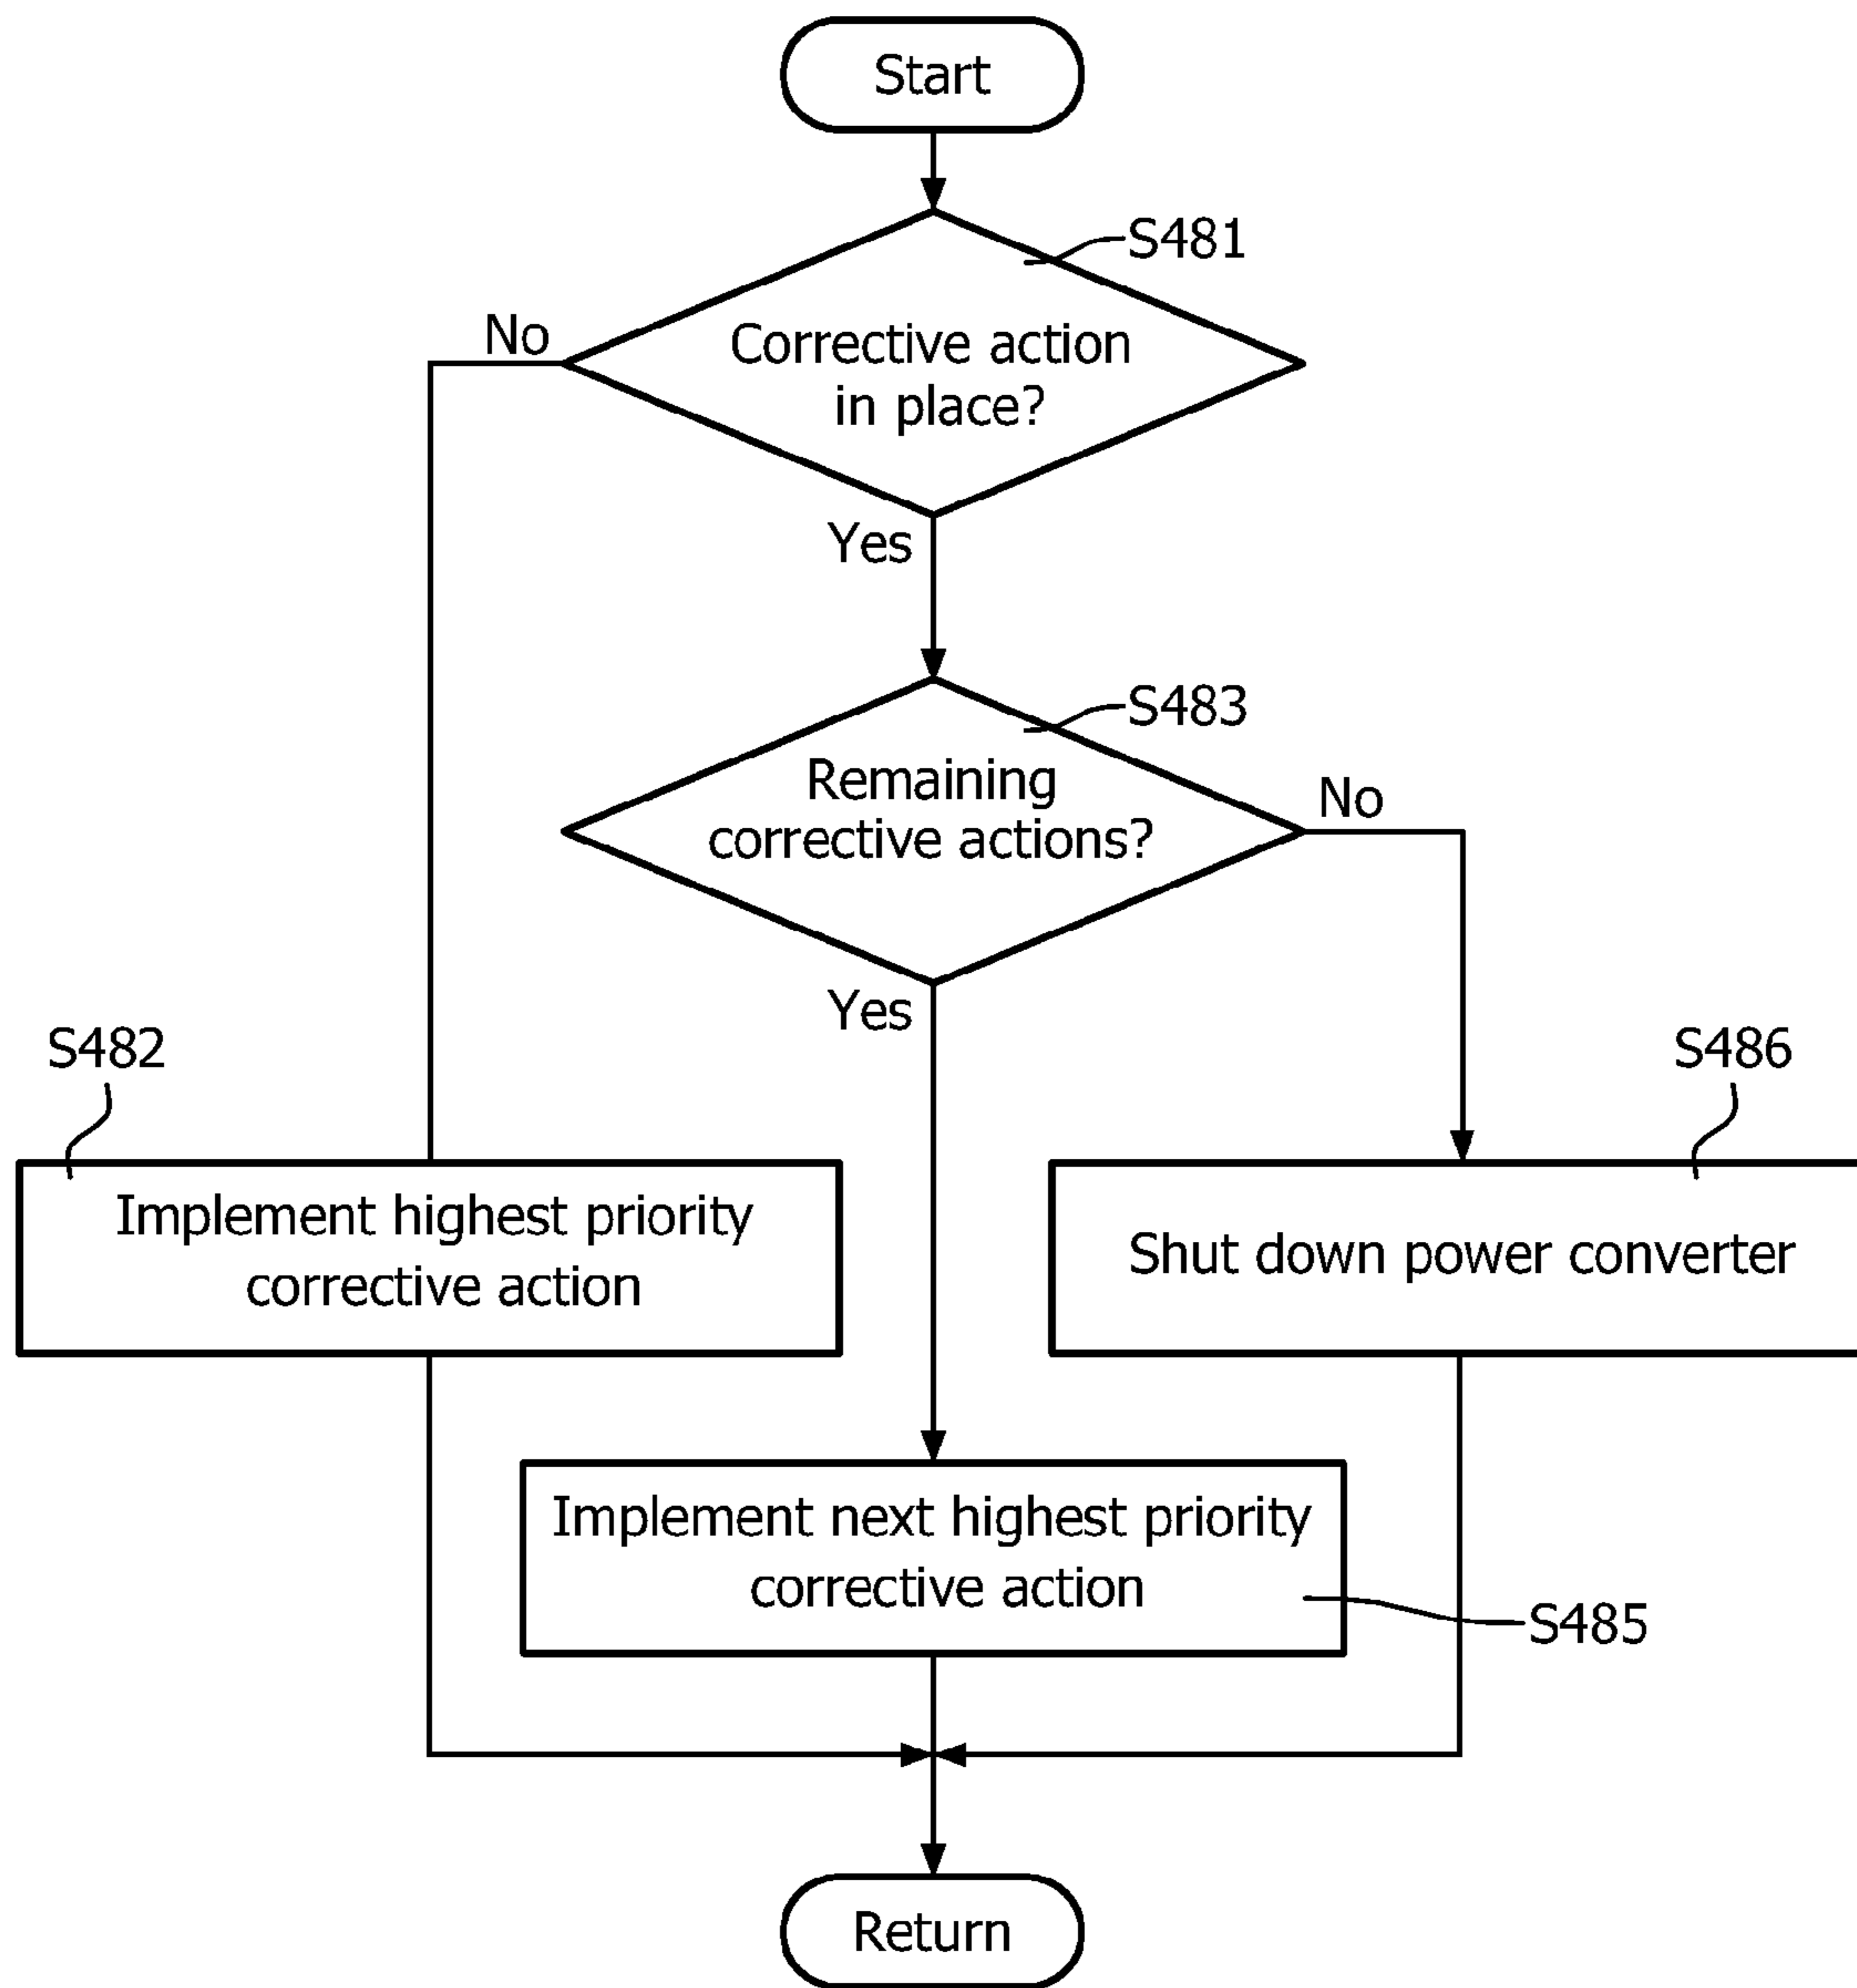 Start
S481
No
Corrective action
in place?
Yes
S483
Remaining
corrective actions?
No
Yes
S482
S486
Implement highest priority
corrective action
Shut down power converter
Implement next highest priority
corrective action
S485
Return